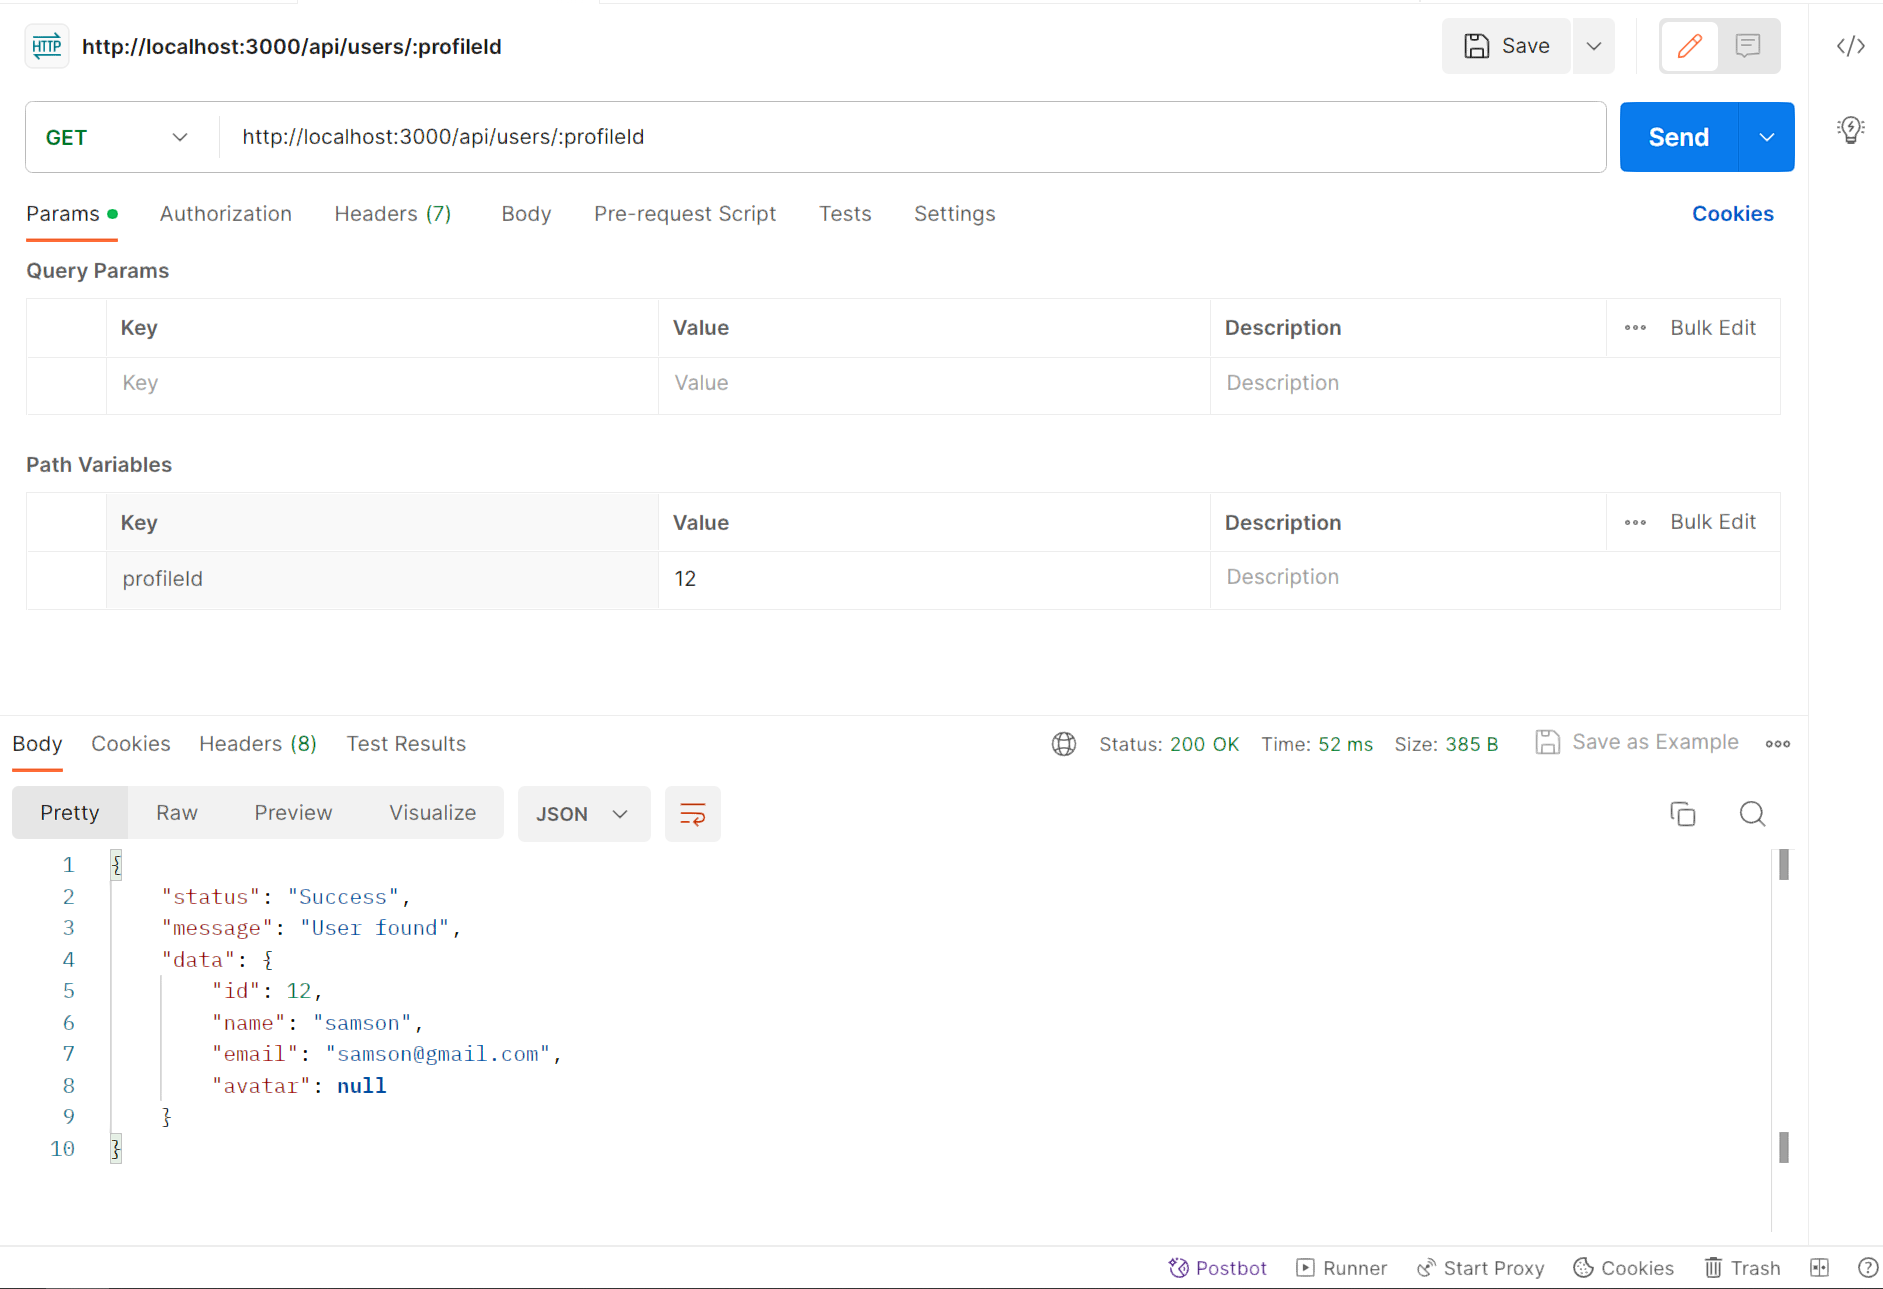 HTTP http://localhost:3000/api/users/:profileId Save
GET http://localhost:3000/api/users/:profileId Send
Params Authorization Headers (7) Body Pre-request Script Tests Settings Cookies
Query Params
Key Value Description Bulk Edit
Key Value Description
Path Variables
Key Value Description Bulk Edit
profileId 12 Description
Body Cookies Headers (8) Test Results Status: 200 OK Time: 52 ms Size: 385 B Save as Example
Pretty Raw Preview Visualize JSON
1 {
2 "status": "Success",
3 "message": "User found",
4 "data": {
5 "id": 12,
6 "name": "samson",
7 "email": "samson@gmail.com",
8 "avatar": null
9 }
10 }
Postbot Runner Start Proxy Cookies Trash